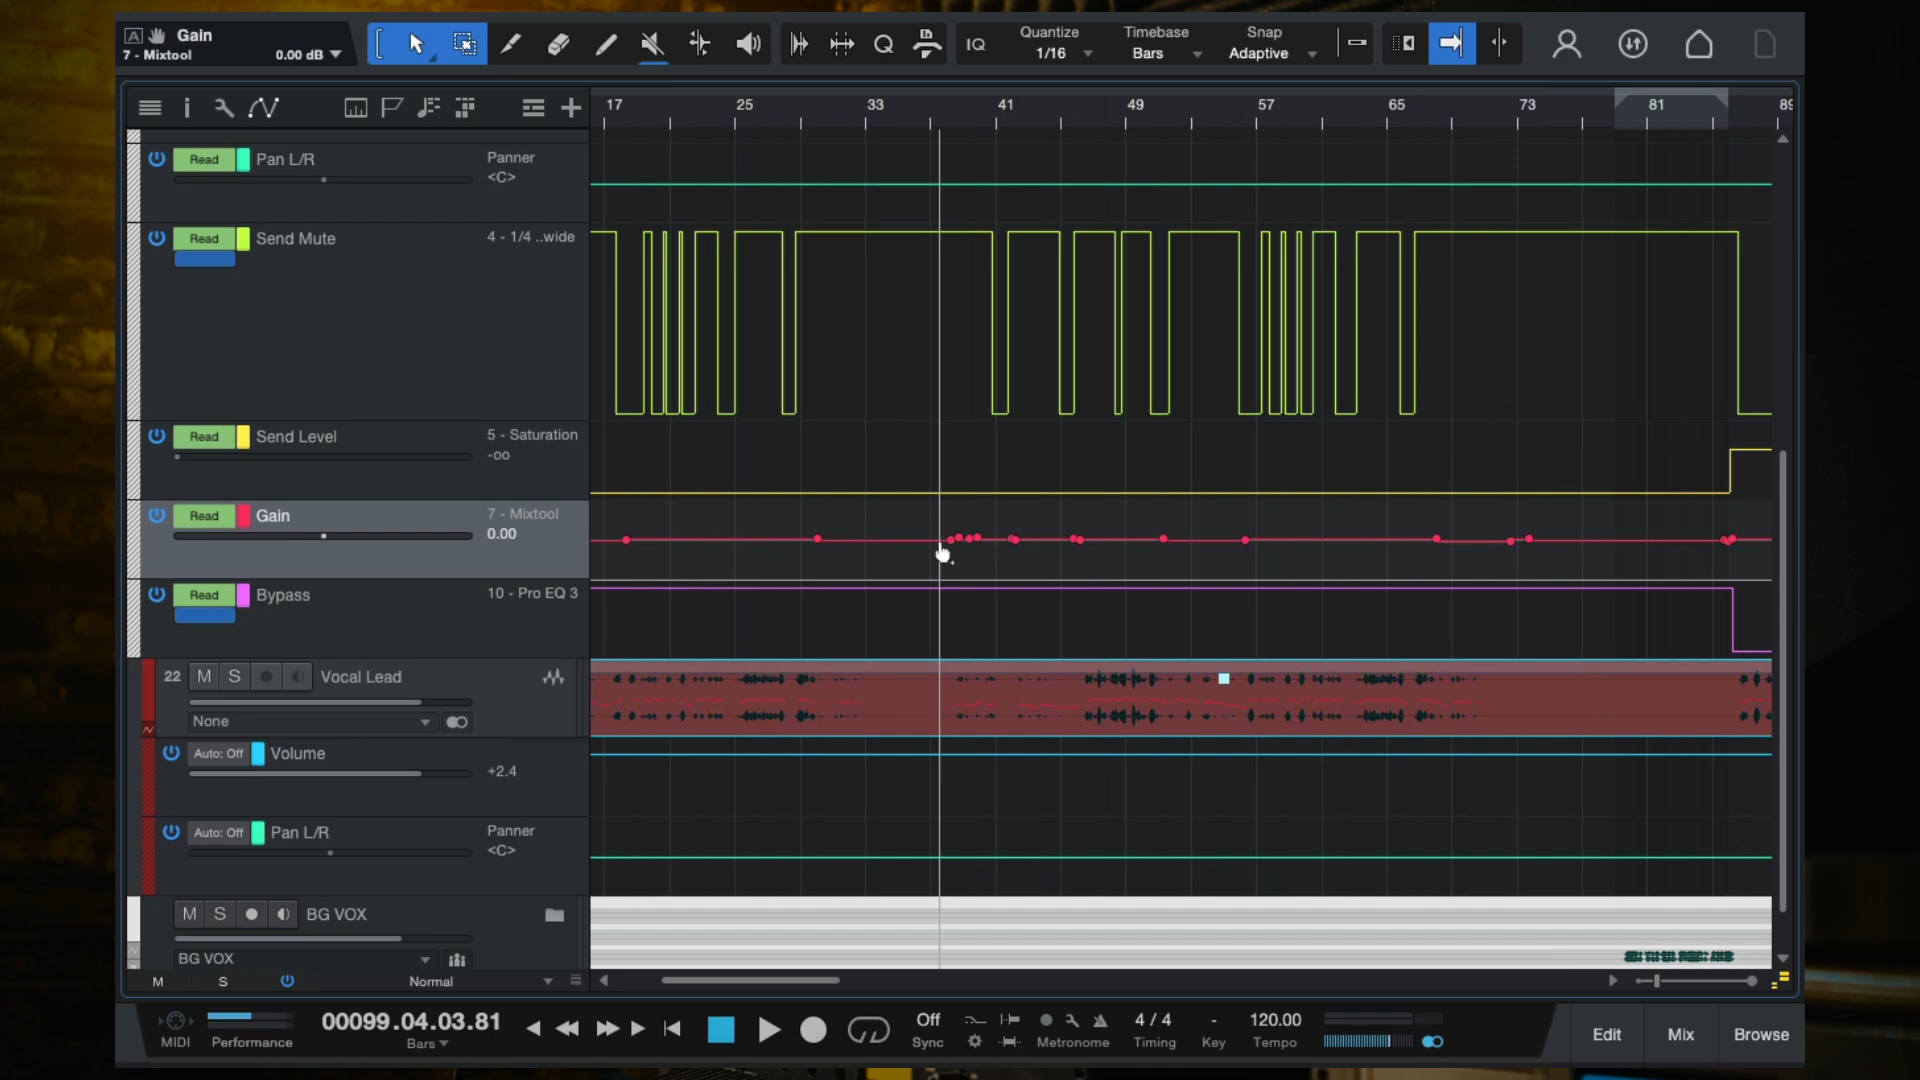 A Gain
7 - Mixtool 0.00 dB
Quantize
1/16
Timebase
Bars
Snap
Adaptive
IQ
17 25 33 41 49 57 65 73 81 89
Read Pan L/R Panner
<C>
Read Send Mute 4 - 1/4 ..wide
Read Send Level 5 - Saturation
-oo
Read Gain 7 - Mixtool
0.00
Read Bypass 10 - Pro EQ 3
22 M S Vocal Lead
None
Auto: Off Volume
+2.4
Auto: Off Pan L/R Panner
<C>
M S BG VOX
BG VOX
M S Normal
MIDI
Performance
00099.04.03.81
Bars
Off
Sync
Metronome
4 / 4
Timing
-
Key
120.00
Tempo
Edit
Mix
Browse